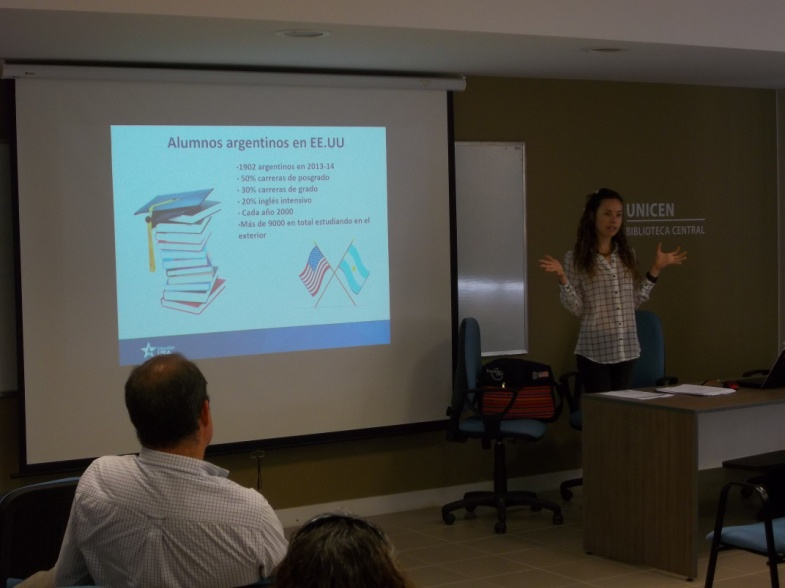 Alumnos argentinos en EE.UU
-1902 argentinos en 2013-14
- 50% carreras de posgrado
- 30% carreras de grado
- 20% inglés intensivo
- Cada año 2000
-Más de 9000 en total estudiando en el
exterior
UNICEN
BIBLIOTECA CENTRAL